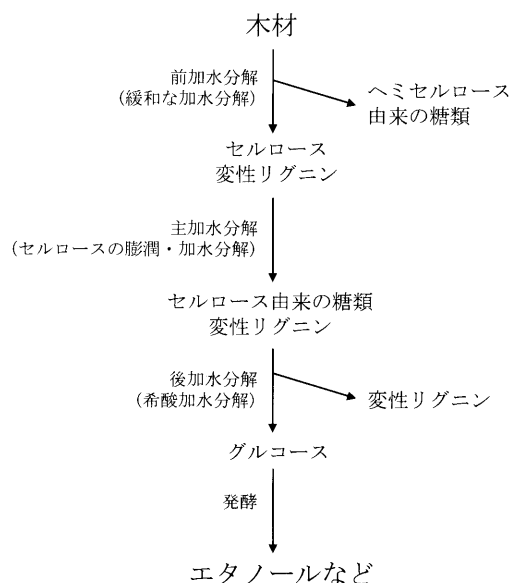 木材
前加水分解
(緩和な加水分解)
ヘミセルロース
由来の糖類
セルロース
変性リグニン
主加水分解
(セルロースの膨潤・加水分解)
セルロース由来の糖類
変性リグニン
後加水分解
(希酸加水分解)
変性リグニン
グルコース
発酵
エタノールなど